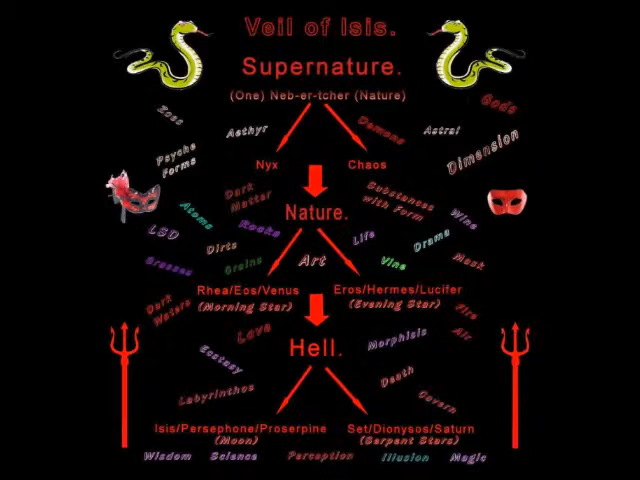 Veil of Isis.
Supernature.
(One) Neb-er-tcher (Nature)
Gods
Zoes
Aethyr
Demons
Astral
Dimension
Psyche
Forms
Nyx
Chaos
Dark
Matter
Substances
with Form
Nature.
Atoms
Wine
LSD
Rocks
Life
Drama
Dirts
Grasses
Grains
Art
Vine
Mask
Rhea/Eos/Venus
(Morning Star)
Eros/Hermes/Lucifer
(Evening Star)
Dark
Waters
Fire
Air
Love
Hell.
Morphisis
Ecstasy
Death
Labyrinthos
Cavern
Isis/Persephone/Proserpine
(Moon)
Set/Dionysos/Saturn
(Serpent Stars)
Wisdom
Science
Perception
Illusion
Magic